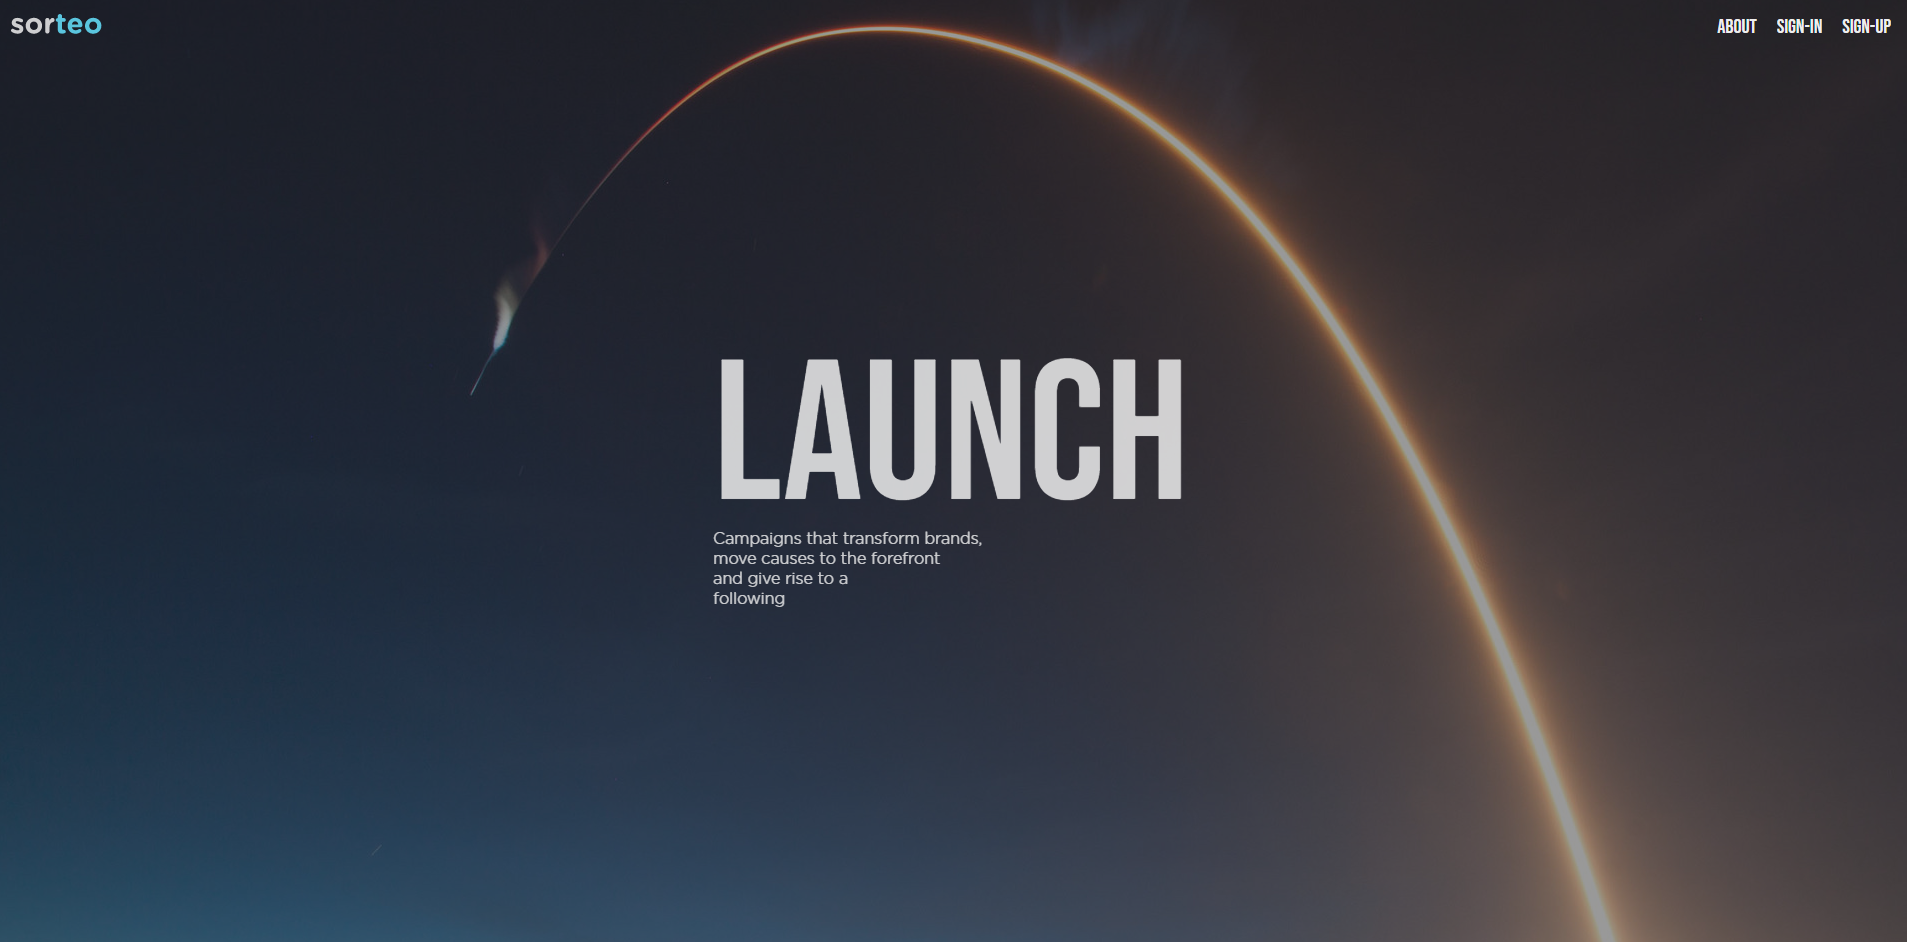 sorteo
ABOUT SIGN-IN SIGN-UP
LAUNCH
Campaigns that transform brands,
move causes to the forefront
and give rise to a
following